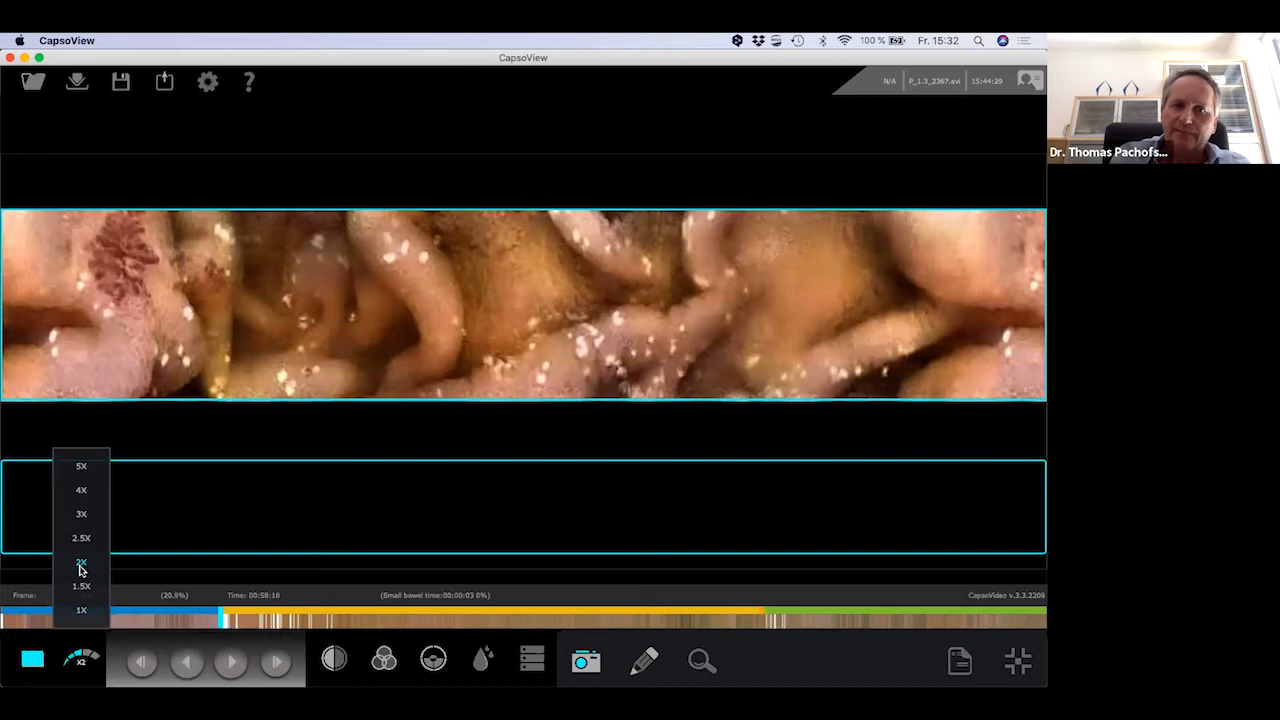 CapsoView
100 %
Fr. 15:32
CapsoView
N/A
P_1.3_2367.avi
15:44:29
Dr. Thomas Pachofs...
5X
4X
3X
2.5X
2X
1.5X
1X
Frame:
(20.9%)
Time: 00:58:18
(Small bowel time:00:00:03 0%)
CapsoVideo v.3.3.2208
X2